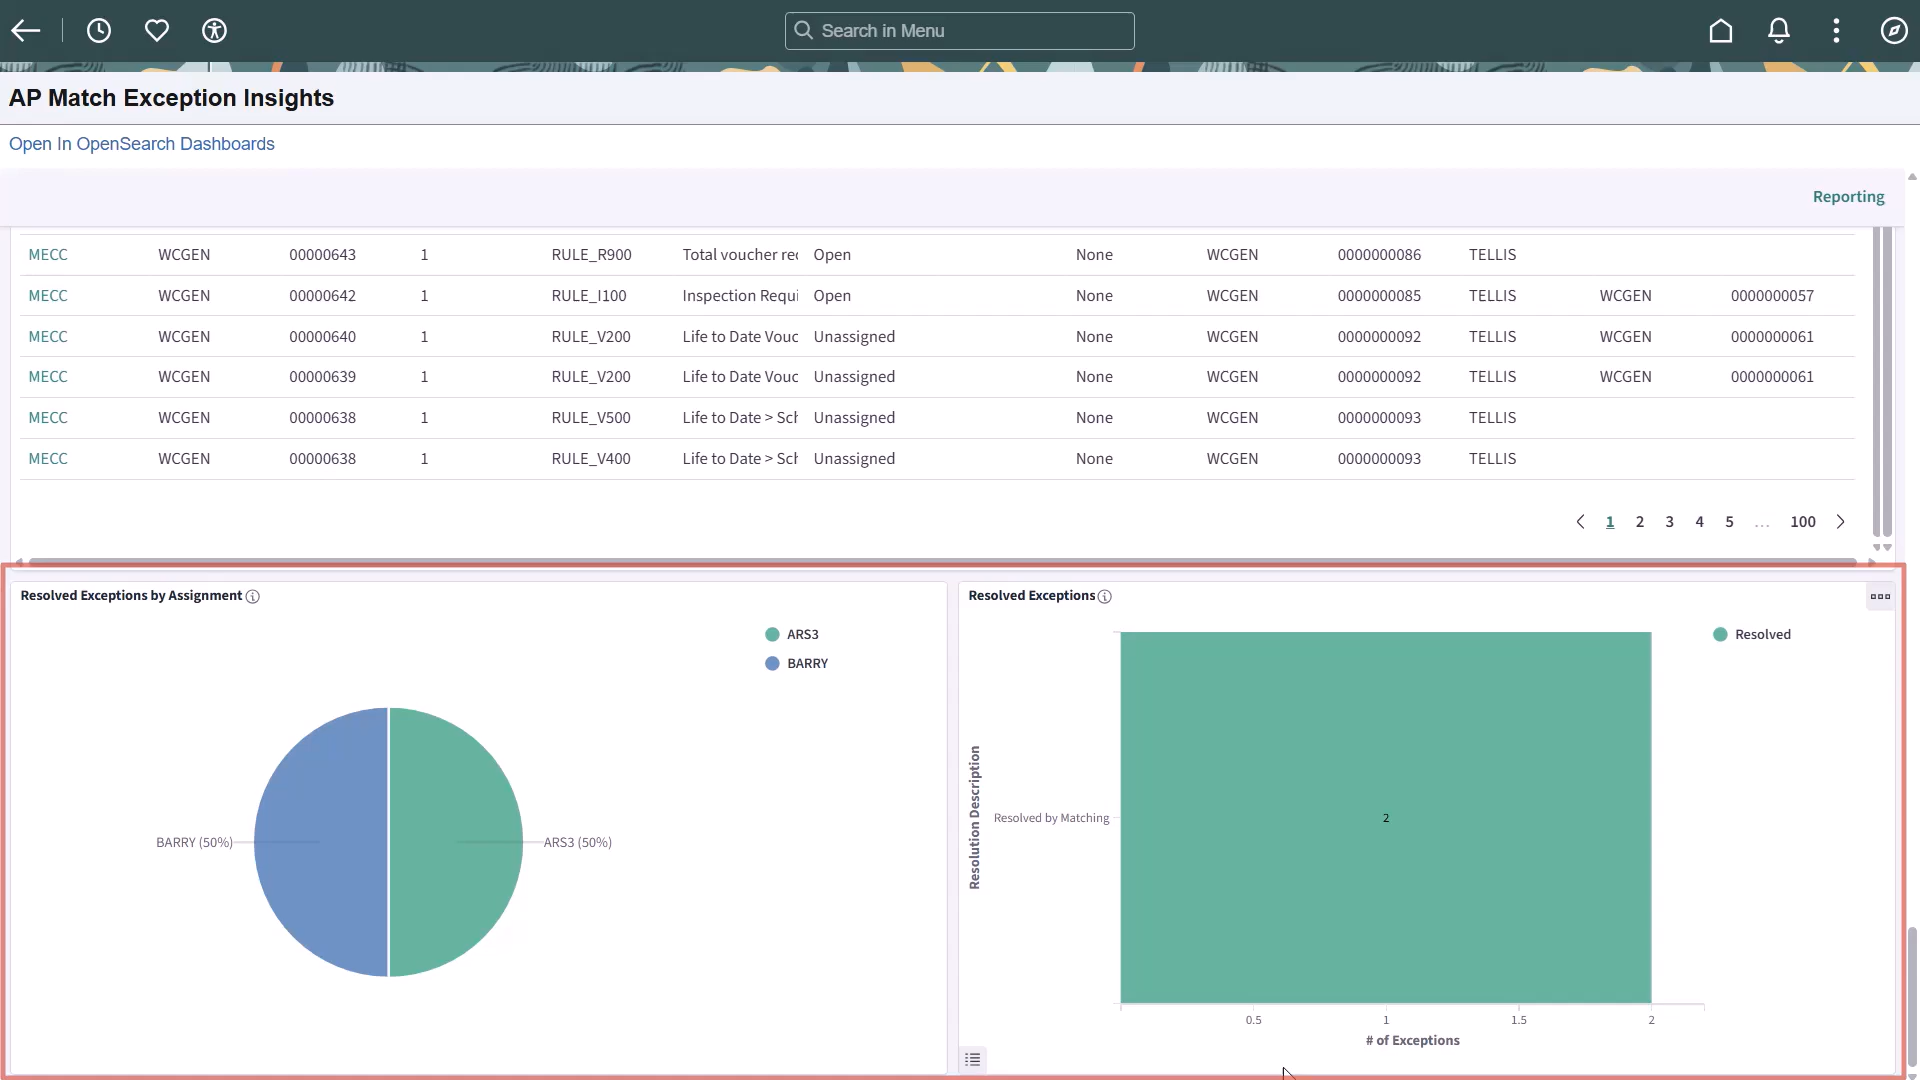 Search in Menu
AP Match Exception Insights
Open In OpenSearch Dashboards
Reporting
MECC WCGEN 00000643 1 RULE_R900 Total voucher rec Open None WCGEN 0000000086 TELLIS
MECC WCGEN 00000642 1 RULE_I100 Inspection Requi Open None WCGEN 0000000085 TELLIS WCGEN 0000000057
MECC WCGEN 00000640 1 RULE_V200 Life to Date Vouc Unassigned None WCGEN 0000000092 TELLIS WCGEN 0000000061
MECC WCGEN 00000639 1 RULE_V200 Life to Date Vouc Unassigned None WCGEN 0000000092 TELLIS WCGEN 0000000061
MECC WCGEN 00000638 1 RULE_V500 Life to Date > Sch Unassigned None WCGEN 0000000093 TELLIS
MECC WCGEN 00000638 1 RULE_V400 Life to Date > Sch Unassigned None WCGEN 0000000093 TELLIS
1 2 3 4 5 ... 100
Resolved Exceptions by Assignment
ARS3
BARRY
BARRY (50%)
ARS3 (50%)
Resolved Exceptions
Resolved
Resolution Description
Resolved by Matching
2
0.5 1 1.5 2
# of Exceptions